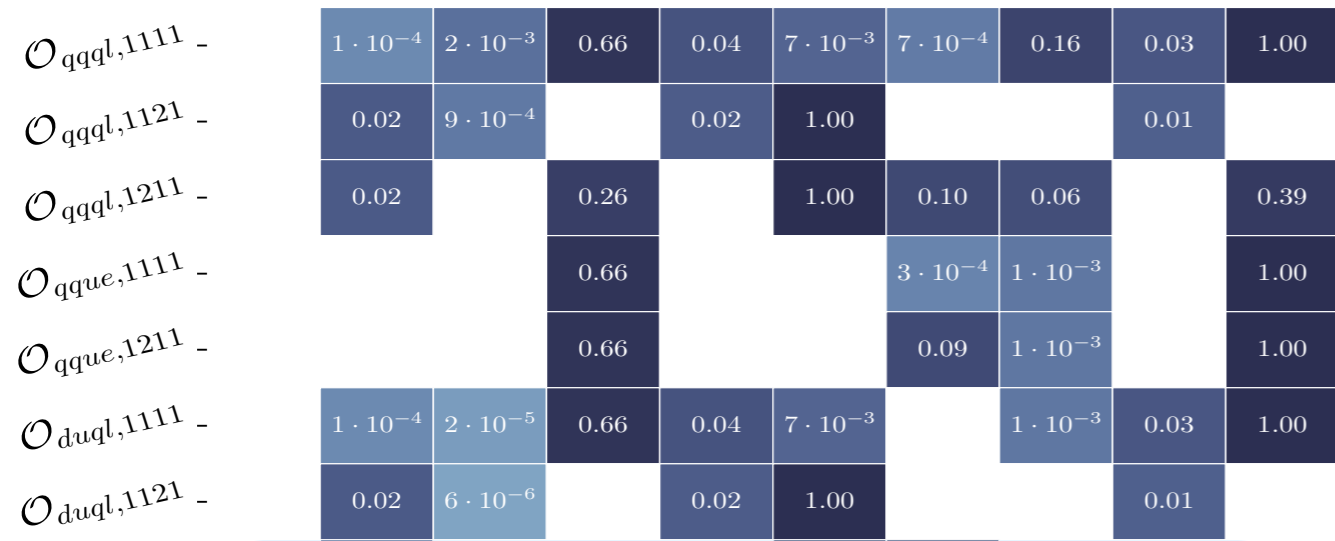 𝒪qqql,1111 - 1 · 10⁻⁴ 2 · 10⁻³ 0.66 0.04 7 · 10⁻³ 7 · 10⁻⁴ 0.16 0.03 1.00
𝒪qqql,1121 - 0.02 9 · 10⁻⁴ 0.02 1.00 0.01
𝒪qqql,1211 - 0.02 0.26 1.00 0.10 0.06 0.39
𝒪qque,1111 - 0.66 3 · 10⁻⁴ 1 · 10⁻³ 1.00
𝒪qque,1211 - 0.66 0.09 1 · 10⁻³ 1.00
𝒪duql,1111 - 1 · 10⁻⁴ 2 · 10⁻⁵ 0.66 0.04 7 · 10⁻³ 1 · 10⁻³ 0.03 1.00
𝒪duql,1121 - 0.02 6 · 10⁻⁶ 0.02 1.00 0.01